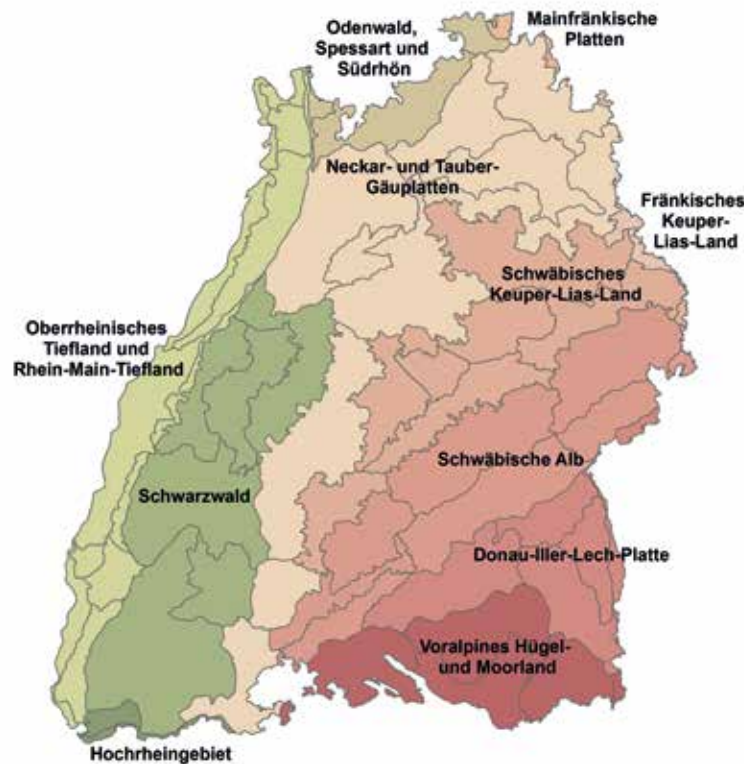 Odenwald,
Spessart und
Südrhön
Mainfränkische
Platten
Neckar- und Tauber-
Gäuplatten
Fränkisches
Keuper-
Lias-Land
Schwäbisches
Keuper-Lias-Land
Oberrheinisches
Tiefland und
Rhein-Main-Tiefland
Schwäbische Alb
Schwarzwald
Donau-Iller-Lech-Platte
Voralpines Hügel-
und Moorland
Hochrheingebiet